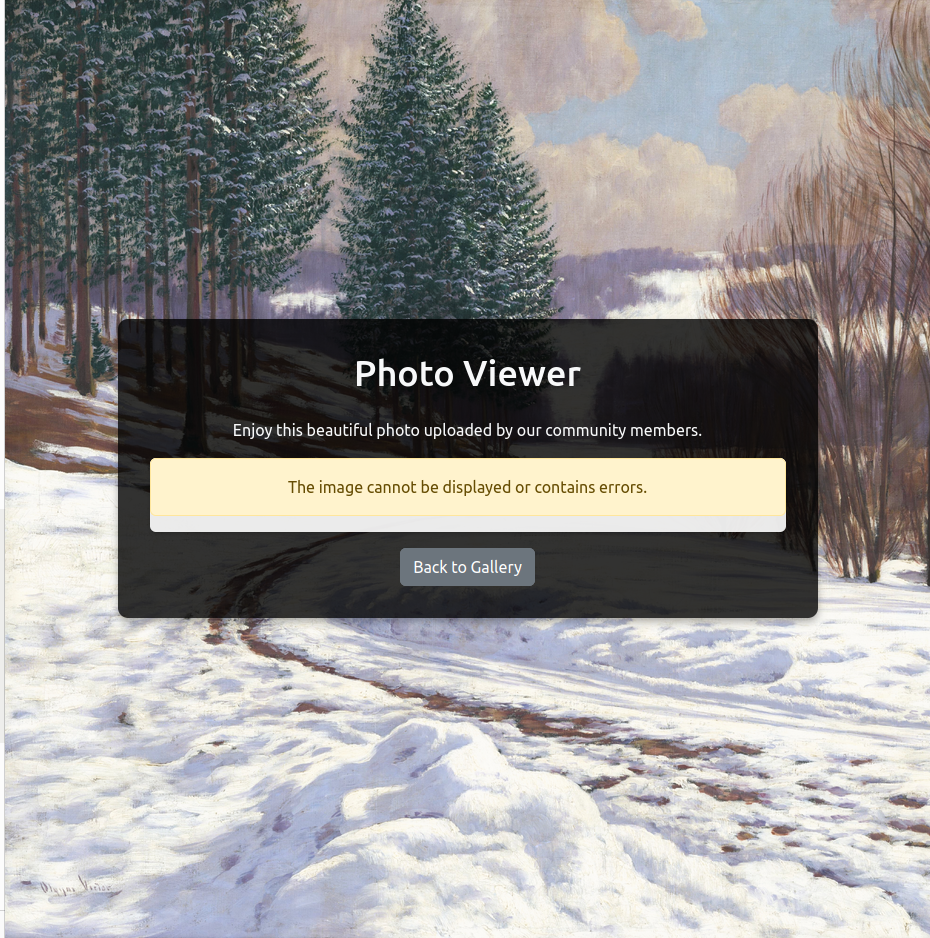 Photo Viewer
Enjoy this beautiful photo uploaded by our community members.
The image cannot be displayed or contains errors.
Back to Gallery